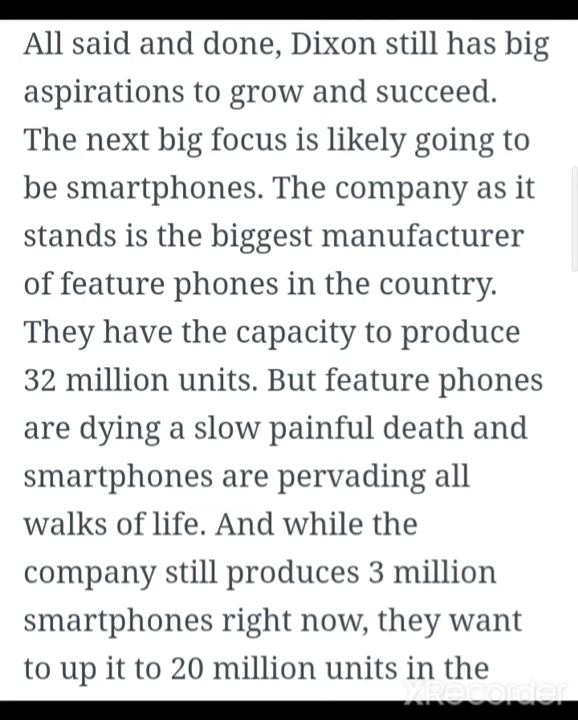 All said and done, Dixon still has big
aspirations to grow and succeed.
The next big focus is likely going to
be smartphones. The company as it
stands is the biggest manufacturer
of feature phones in the country.
They have the capacity to produce
32 million units. But feature phones
are dying a slow painful death and
smartphones are pervading all
walks of life. And while the
company still produces 3 million
smartphones right now, they want
to up it to 20 million units in the
XRecorder